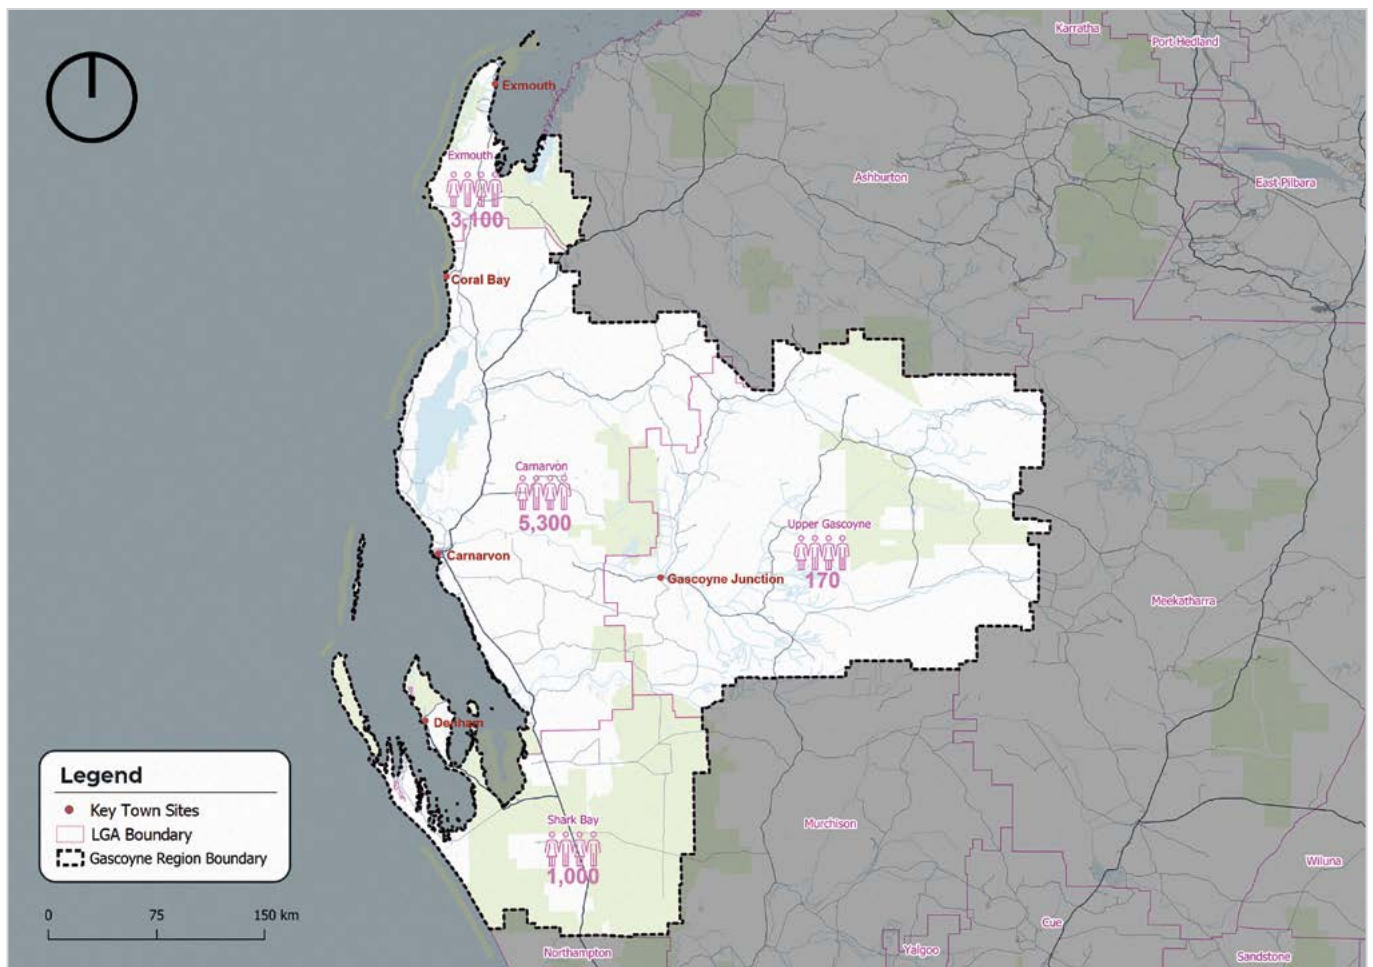 Karratha
Port Hedland
Exmouth
Exmouth
3,100
Ashburton
East Pilbara
Coral Bay
Carnarvon
5,300
Upper Gascoyne
170
Carnarvon
Gascoyne Junction
Meekatharra
Denham
Shark Bay
1,000
Murchison
Wiluna
Cue
Northampton
Yalgoo
Sandstone
Legend
Key Town Sites
LGA Boundary
Gascoyne Region Boundary
0 75 150 km